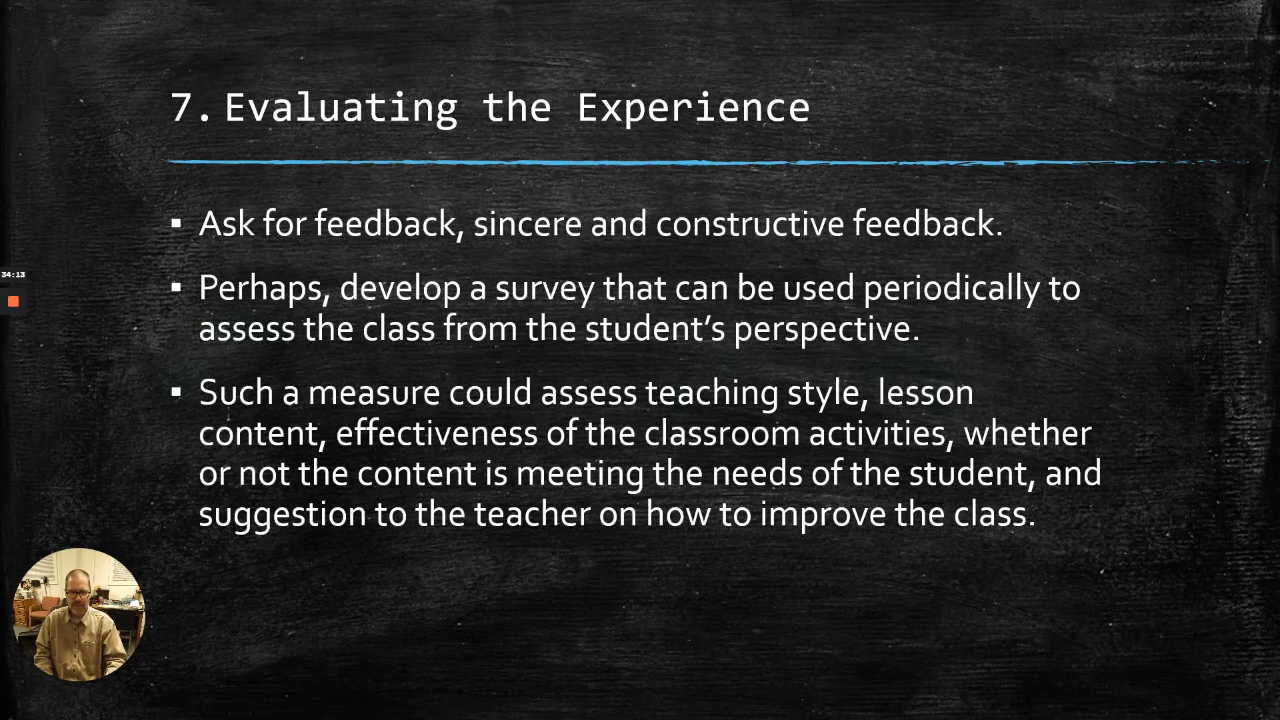 7. Evaluating the Experience
▪ Ask for feedback, sincere and constructive feedback.
▪ Perhaps, develop a survey that can be used periodically to
assess the class from the student’s perspective.
▪ Such a measure could assess teaching style, lesson
content, effectiveness of the classroom activities, whether
or not the content is meeting the needs of the student, and
suggestion to the teacher on how to improve the class.
34:13